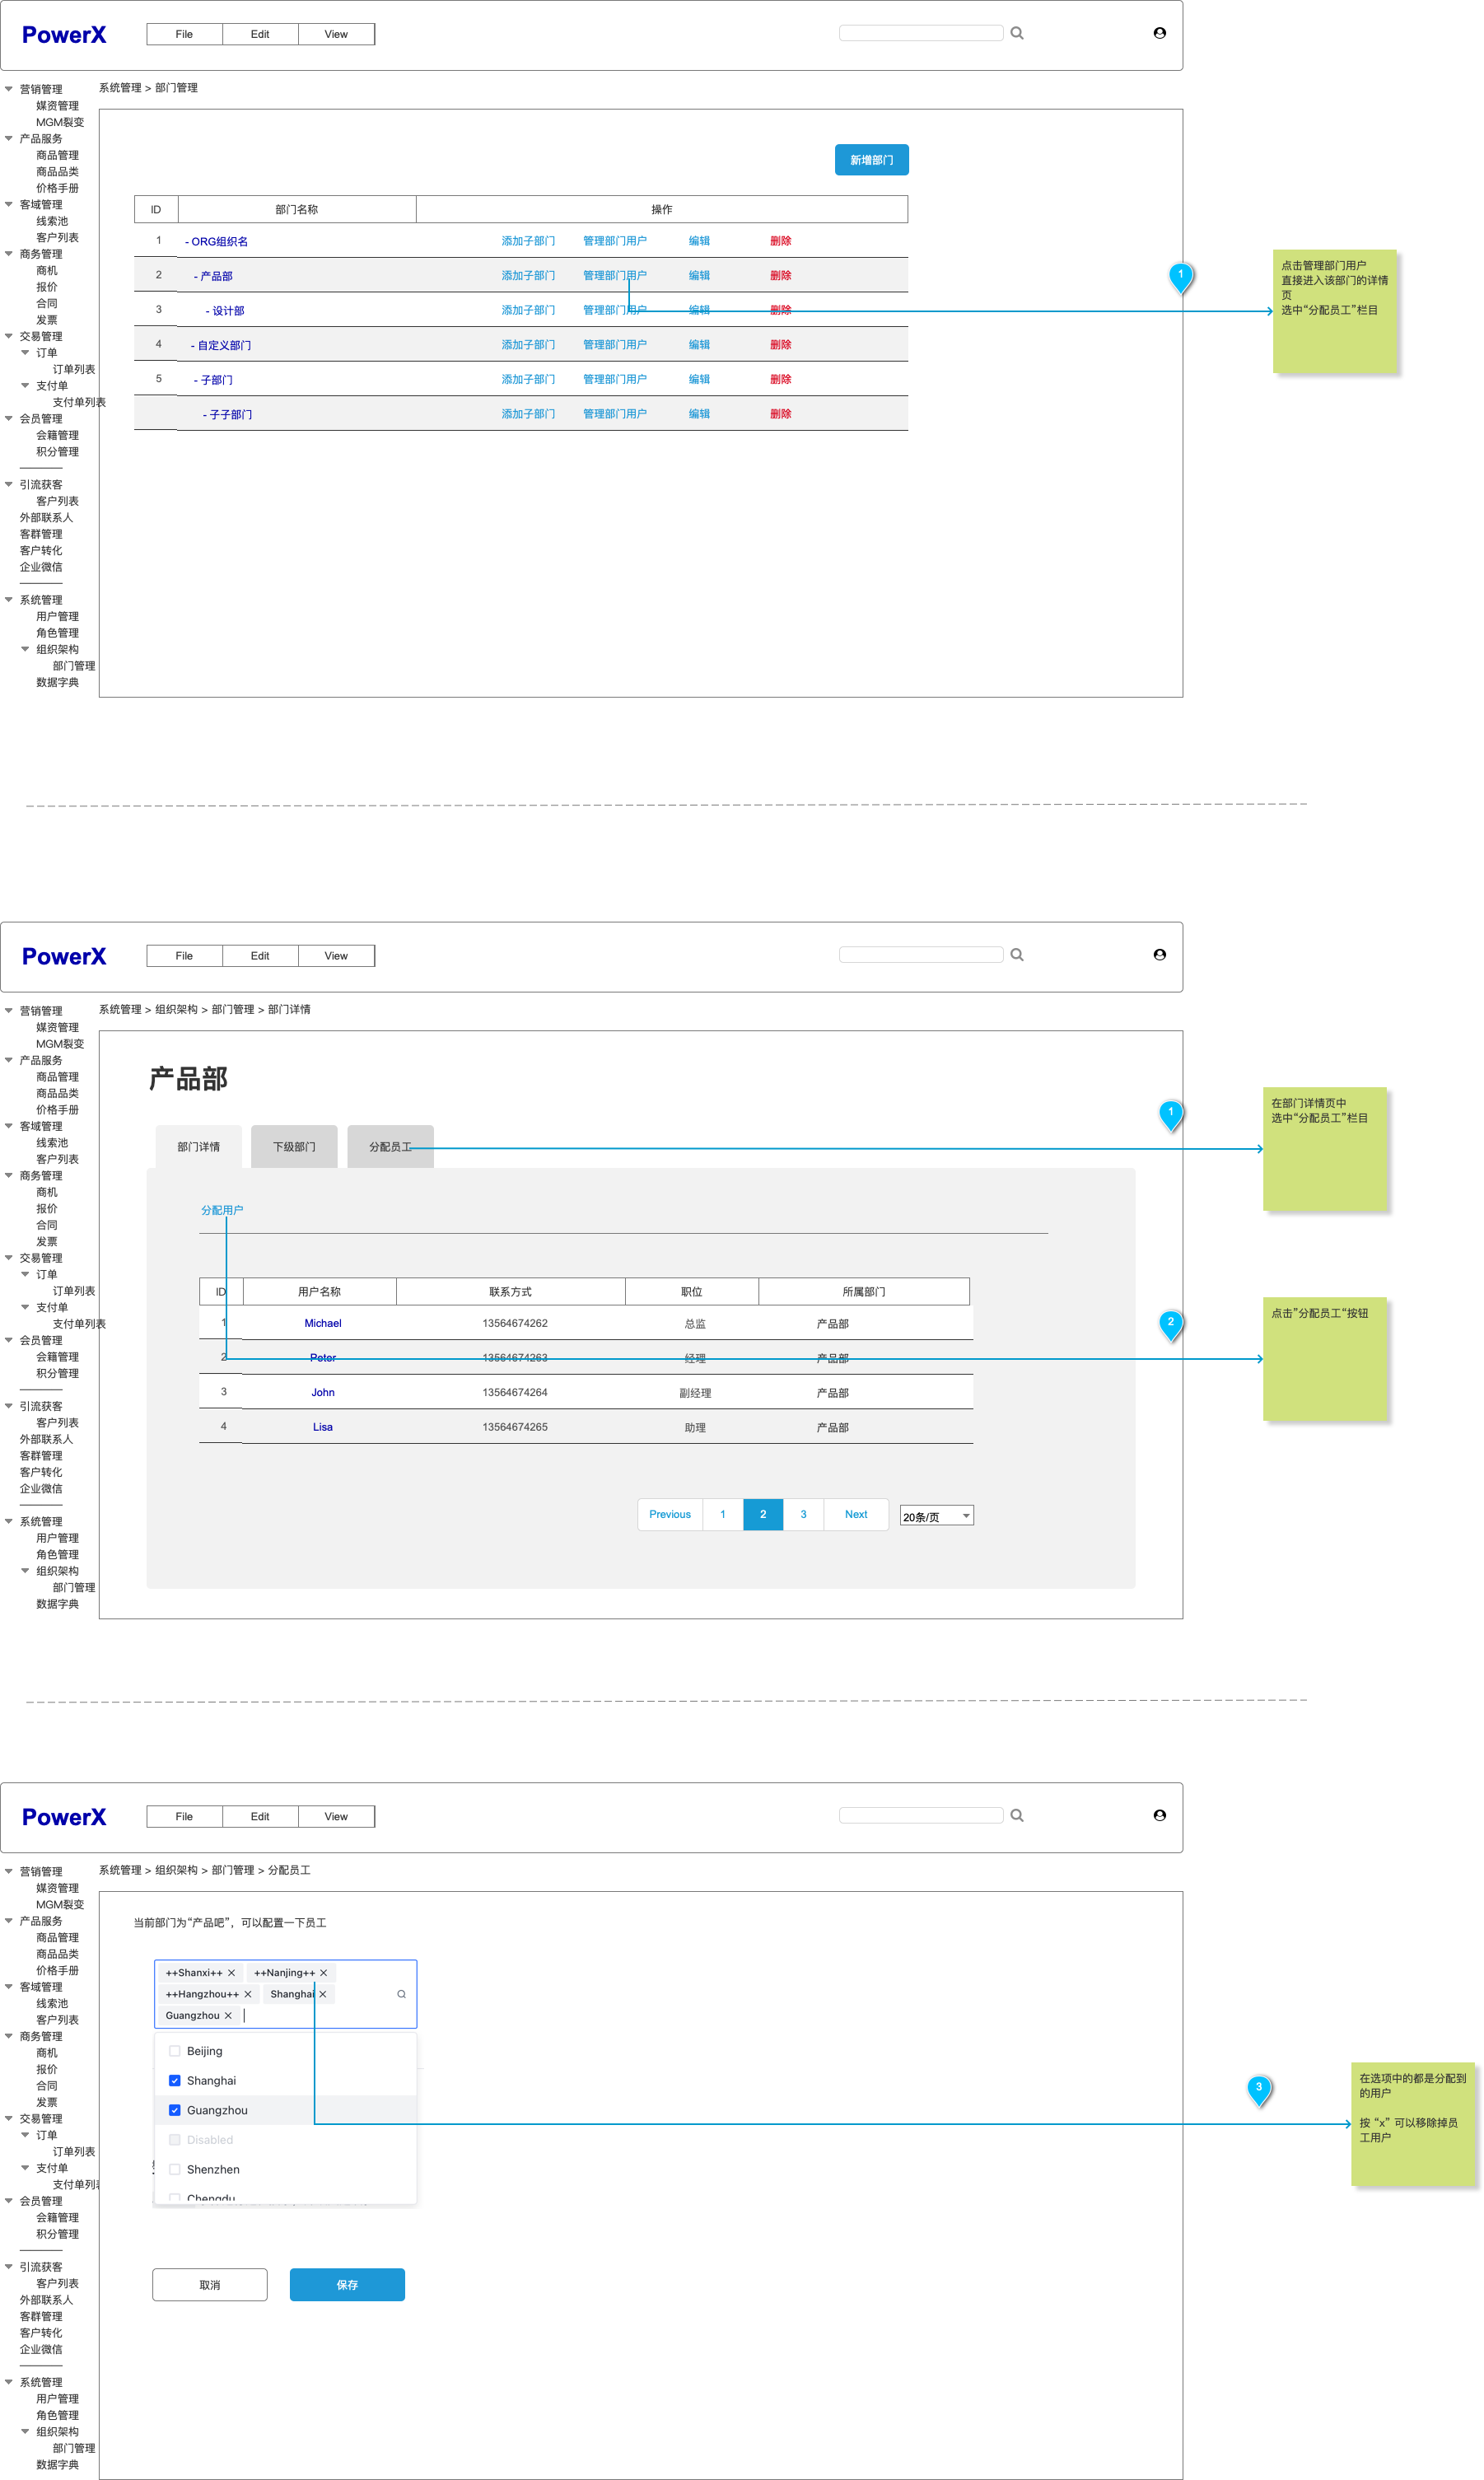 PowerX
File Edit View
系统管理 > 部门管理
营销管理
媒资管理
MGM裂变
产品服务
商品管理
商品品类
价格手册
客域管理
线索池
客户列表
商务管理
商机
报价
合同
发票
交易管理
订单
订单列表
支付单
支付单列表
会员管理
会籍管理
积分管理
引流获客
客户列表
外部联系人
客群管理
客户转化
企业微信
系统管理
用户管理
角色管理
组织架构
部门管理
数据字典
新增部门
ID 部门名称 操作
1 - ORG组织名 添加子部门 管理部门用户 编辑 删除
2 - 产品部 添加子部门 管理部门用户 编辑 删除
3 - 设计部 添加子部门 管理部门用户 编辑 删除
4 - 自定义部门 添加子部门 管理部门用户 编辑 删除
5 - 子部门 添加子部门 管理部门用户 编辑 删除
- 子子部门 添加子部门 管理部门用户 编辑 删除
1
点击管理部门用户
直接进入该部门的详情
页
选中“分配员工”栏目
PowerX
File Edit View
系统管理 > 组织架构 > 部门管理 > 部门详情
营销管理
媒资管理
MGM裂变
产品服务
商品管理
商品品类
价格手册
客域管理
线索池
客户列表
商务管理
商机
报价
合同
发票
交易管理
订单
订单列表
支付单
支付单列表
会员管理
会籍管理
积分管理
引流获客
客户列表
外部联系人
客群管理
客户转化
企业微信
系统管理
用户管理
角色管理
组织架构
部门管理
数据字典
产品部
部门详情 下级部门 分配员工
分配用户
ID 用户名称 联系方式 职位 所属部门
1 Michael 13564674262 总监 产品部
2 Peter 13564674263 经理 产品部
3 John 13564674264 副经理 产品部
4 Lisa 13564674265 助理 产品部
Previous 1 2 3 Next 20条/页
1
在部门详情页中
选中“分配员工”栏目
2
点击”分配员工“按钮
PowerX
File Edit View
系统管理 > 组织架构 > 部门管理 > 分配员工
营销管理
媒资管理
MGM裂变
产品服务
商品管理
商品品类
价格手册
客域管理
线索池
客户列表
商务管理
商机
报价
合同
发票
交易管理
订单
订单列表
支付单
支付单列
会员管理
会籍管理
积分管理
引流获客
客户列表
外部联系人
客群管理
客户转化
企业微信
系统管理
用户管理
角色管理
组织架构
部门管理
数据字典
当前部门为“产品吧”，可以配置一下员工
++Shanxi++ ++Nanjing++
++Hangzhou++ Shanghai
Guangzhou
Beijing
Shanghai
Guangzhou
Disabled
Shenzhen
Chengdu
取消 保存
3
在选项中的都是分配到
的用户
按 “x” 可以移除掉员
工用户